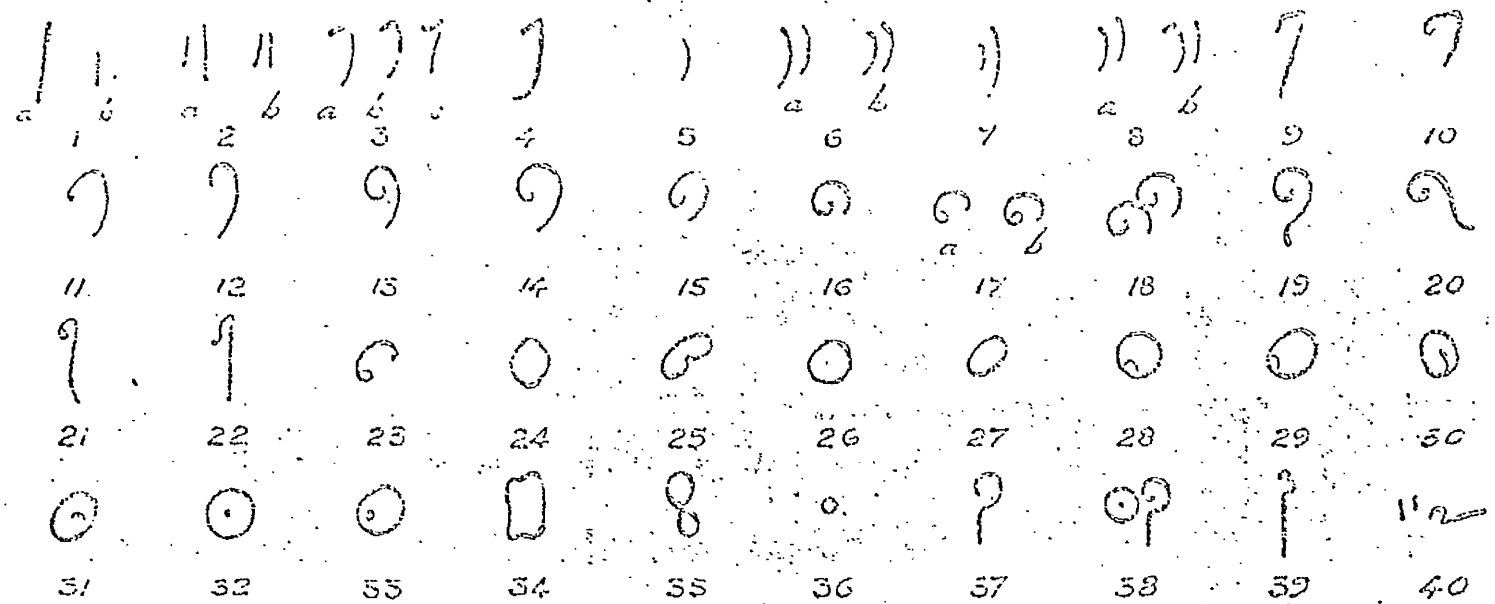 a b a b a b c a b a b
1 2 3 4 5 6 7 8 9 10
a b
11 12 13 14 15 16 17 18 19 20
21 22 23 24 25 26 27 28 29 30
31 32 33 34 35 36 37 38 39 40